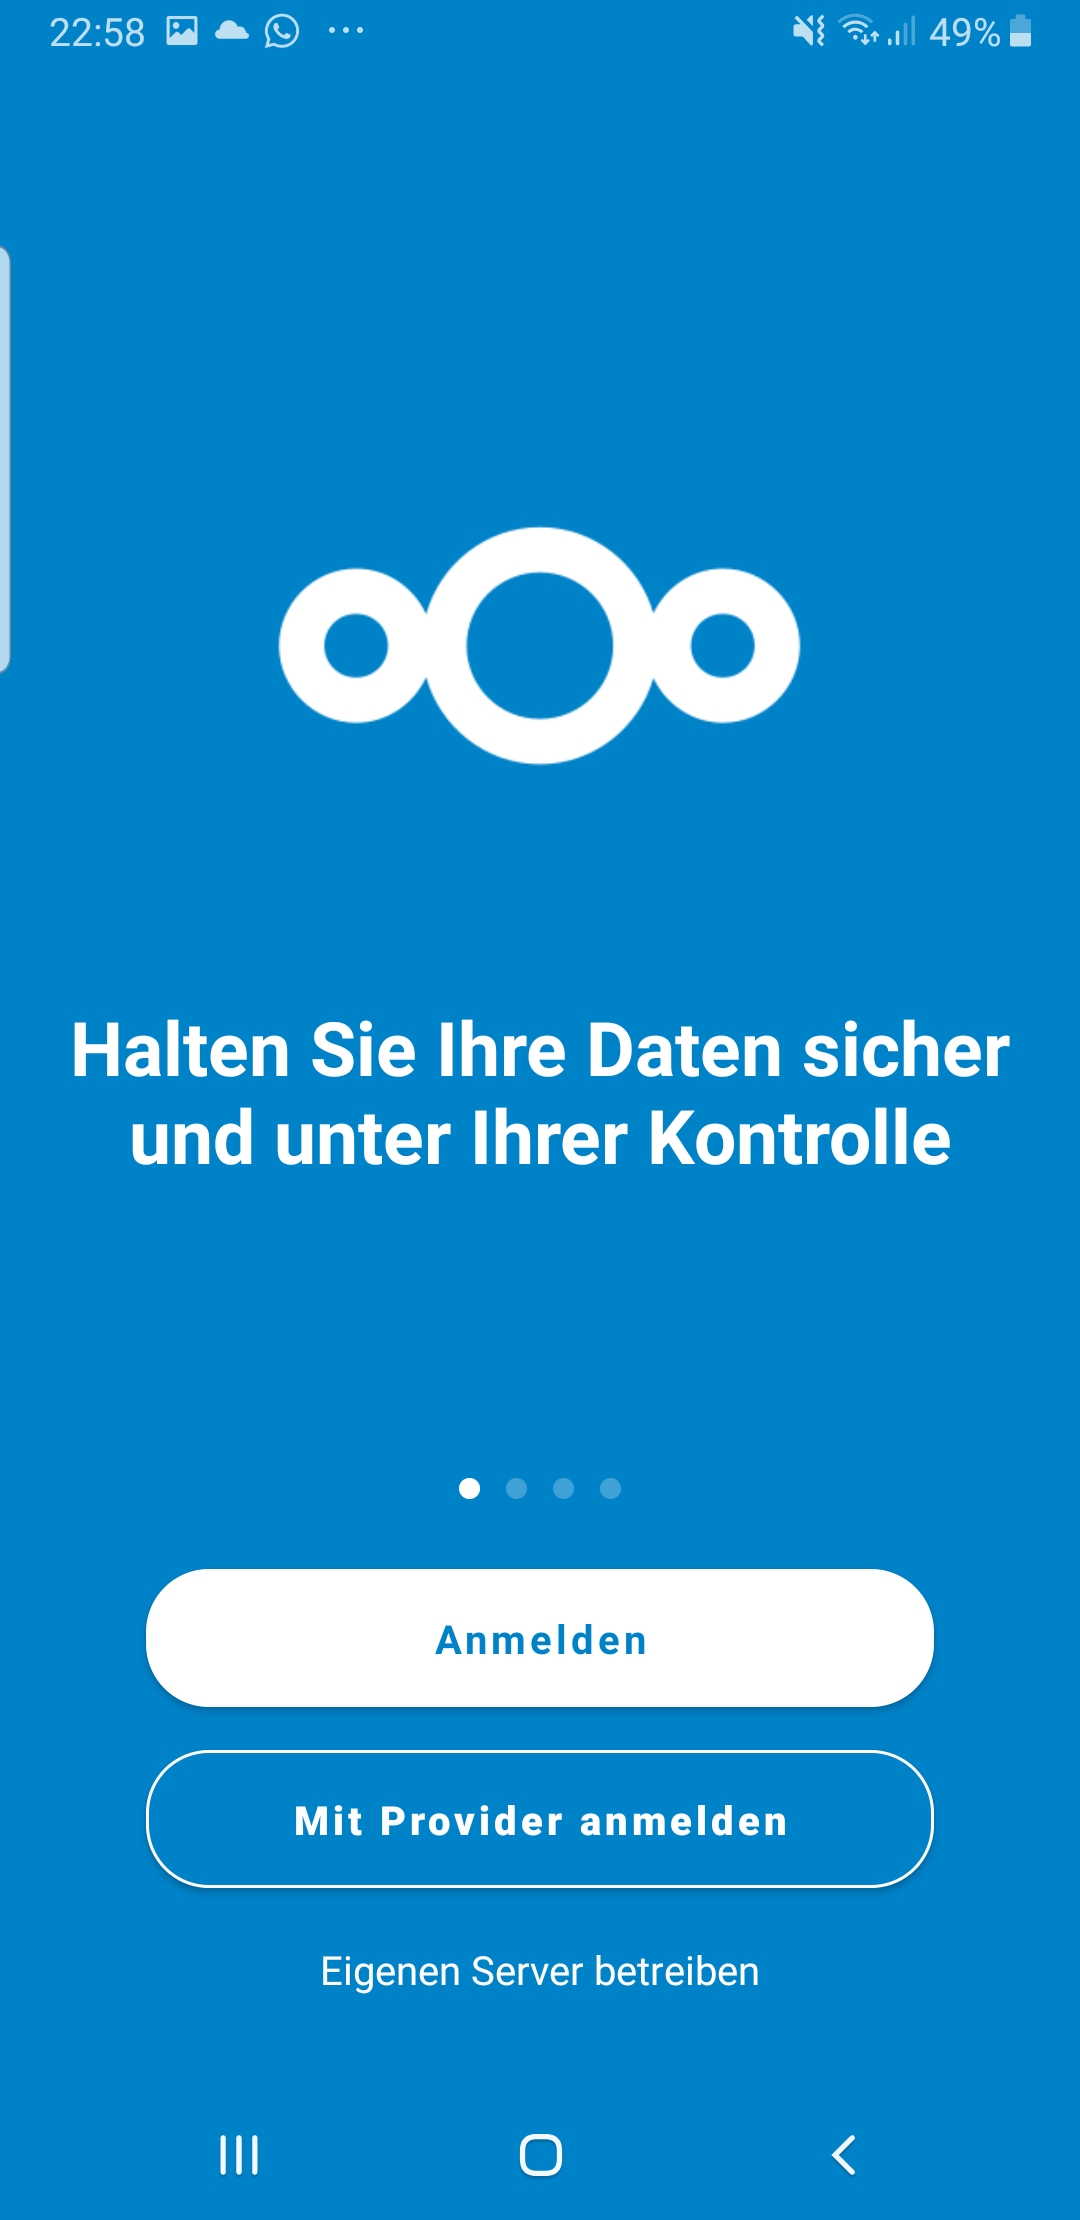 22:58
49%
Halten Sie Ihre Daten sicher
und unter Ihrer Kontrolle
Anmelden
Mit Provider anmelden
Eigenen Server betreiben